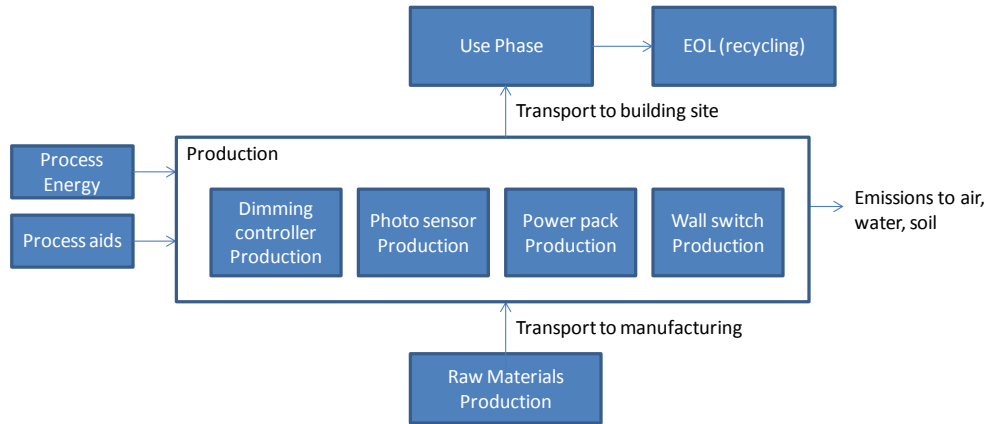 Use Phase
EOL (recycling)
Transport to building site
Production
Process
Energy
Process aids
Dimming
controller
Production
Photo sensor
Production
Power pack
Production
Wall switch
Production
Emissions to air,
water, soil
Transport to manufacturing
Raw Materials
Production